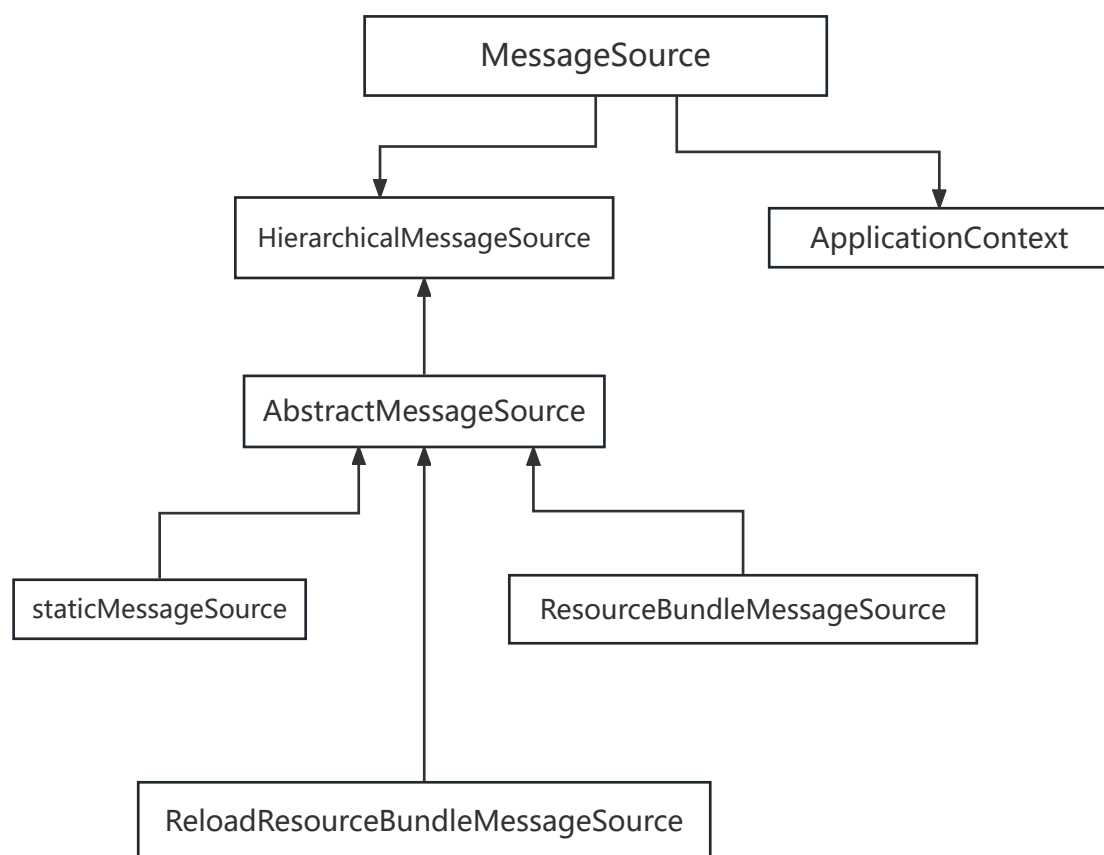 MessageSource
HierarchicalMessageSource
ApplicationContext
AbstractMessageSource
staticMessageSource
ResourceBundleMessageSource
ReloadResourceBundleMessageSource